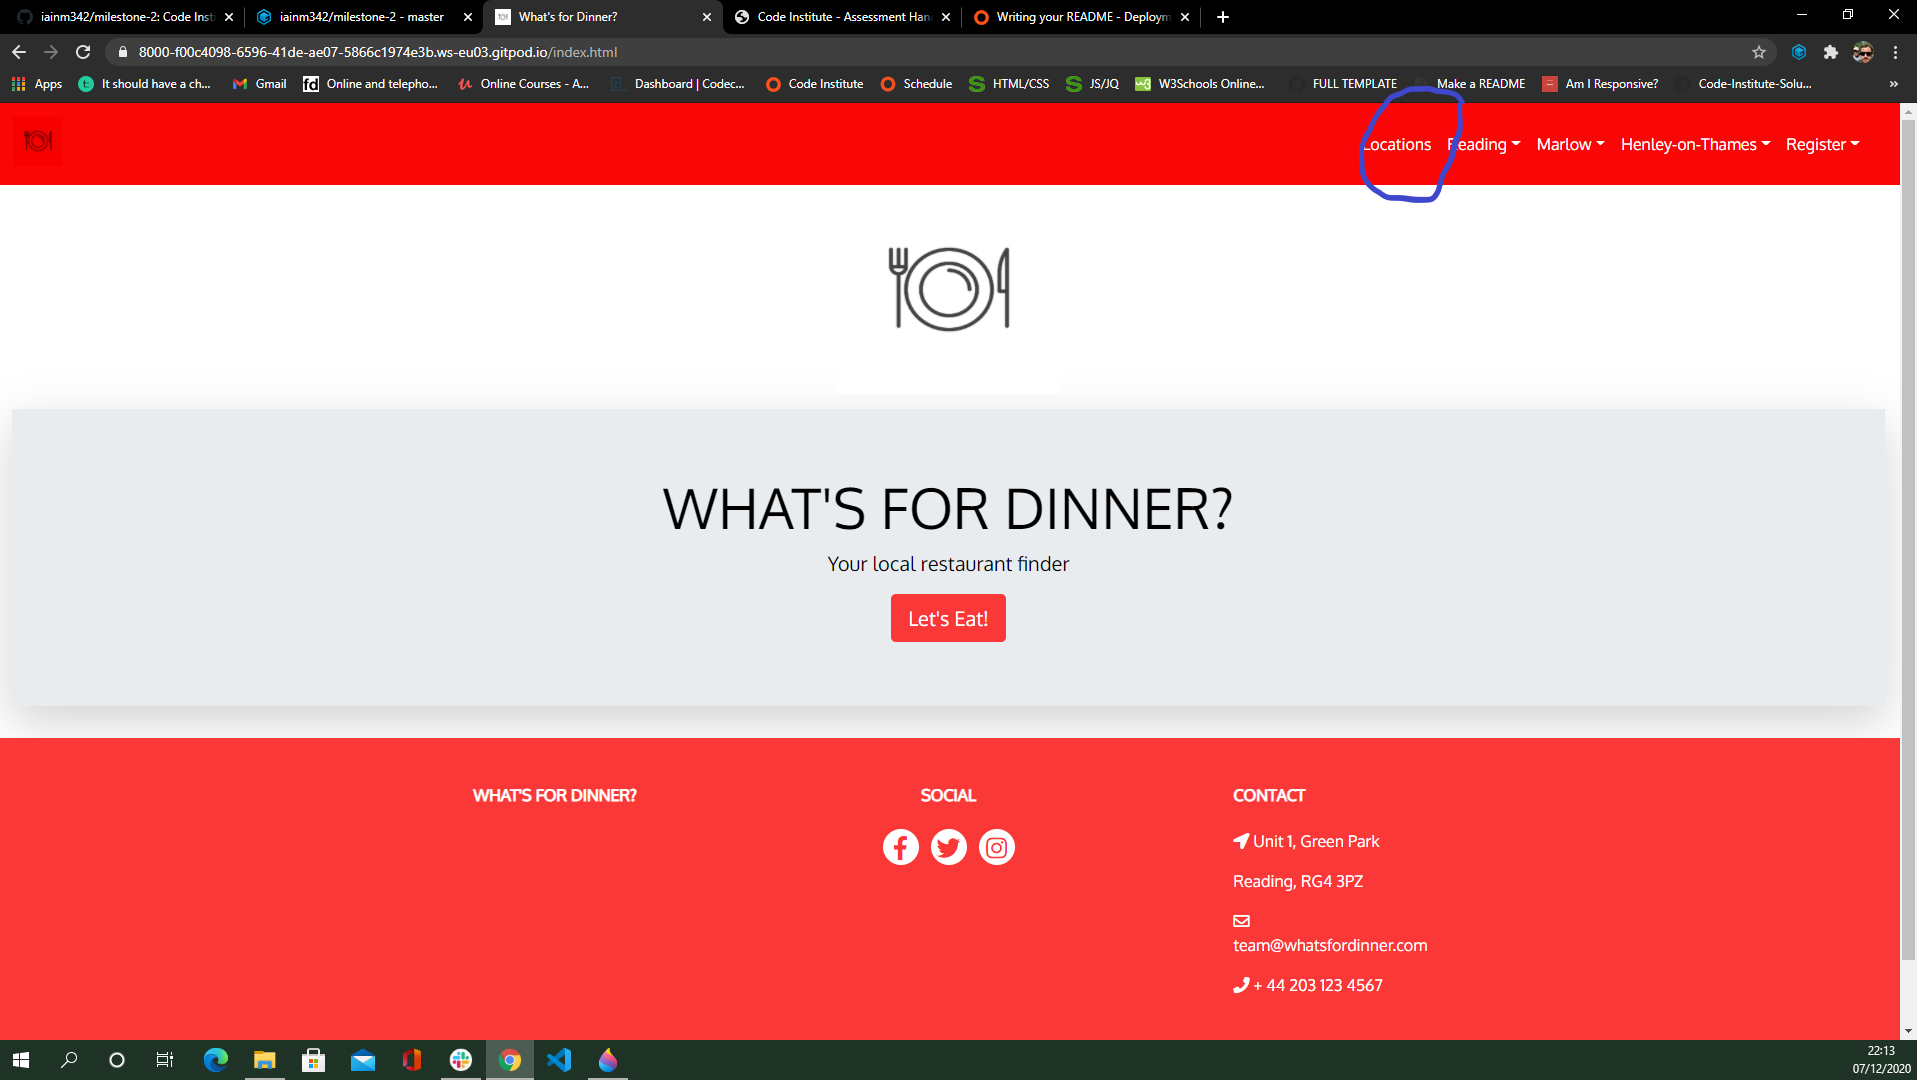 iainm342/milestone-2: Code Insti
iainm342/milestone-2 - master
What's for Dinner?
Code Institute - Assessment Han
Writing your README - Deploym
8000-f00c4098-6596-41de-ae07-5866c1974e3b.ws-eu03.gitpod.io/index.html
Apps
It should have a ch...
Gmail
Online and telepho...
Online Courses - A...
Dashboard | Codec...
Code Institute
Schedule
HTML/CSS
JS/JQ
W3Schools Online...
FULL TEMPLATE
Make a README
Am I Responsive?
Code-Institute-Solu...
»
Locations
Reading
Marlow
Henley-on-Thames
Register
WHAT'S FOR DINNER?
Your local restaurant finder
Let's Eat!
WHAT'S FOR DINNER?
SOCIAL
CONTACT
Unit 1, Green Park
Reading, RG4 3PZ
team@whatsfordinner.com
+ 44 203 123 4567
22:13
07/12/2020